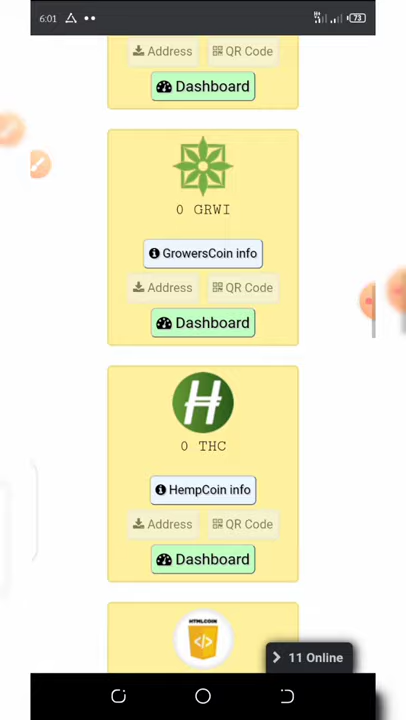 6:01 73
Address QR Code
Dashboard
0 GRWI
GrowersCoin info
Address QR Code
Dashboard
H
0 THC
HempCoin info
Address QR Code
Dashboard
HTMLCOIN
</>
11 Online